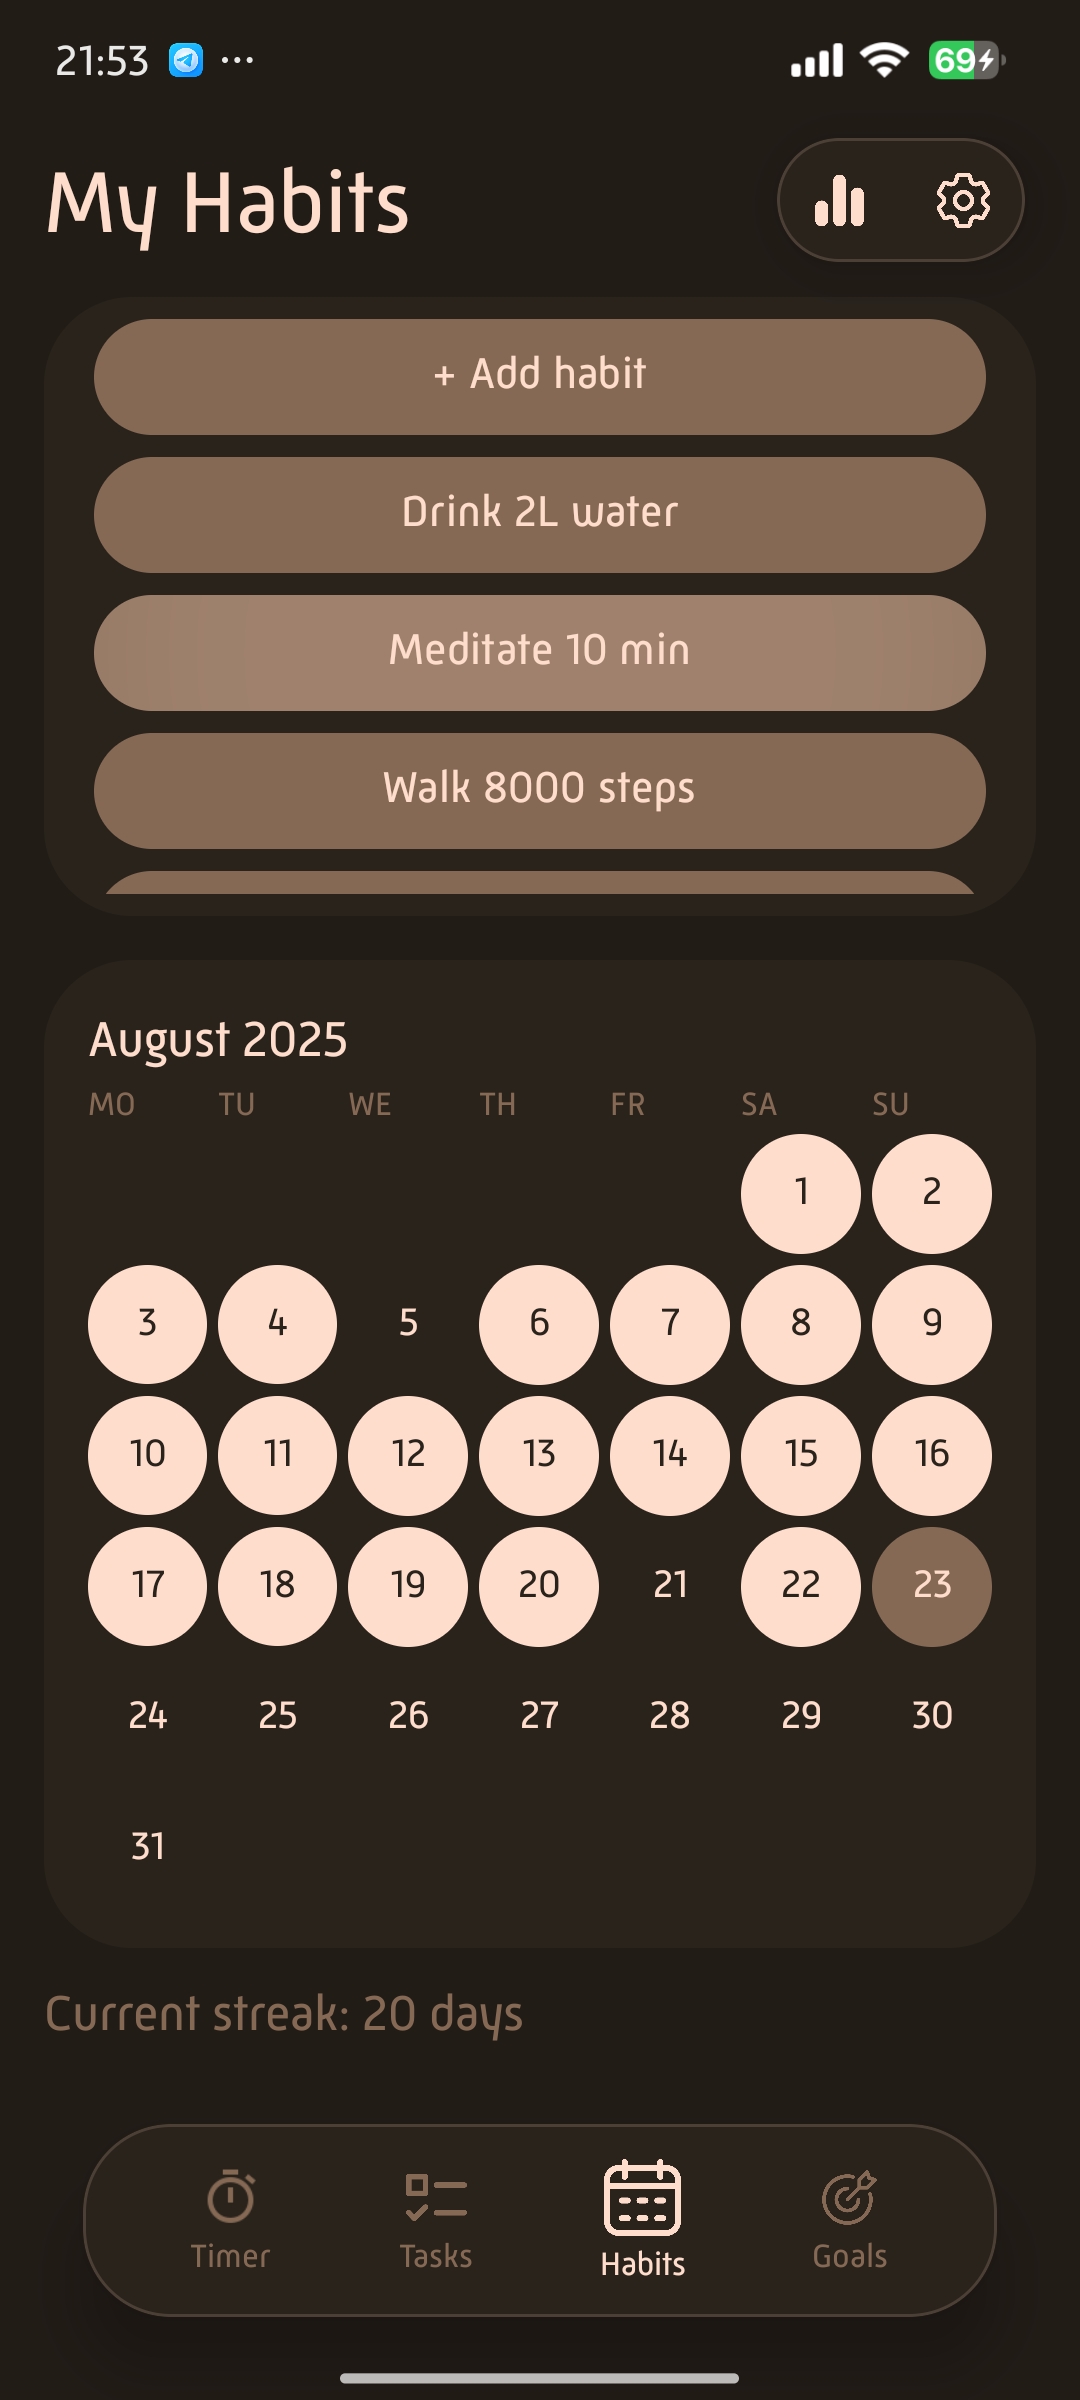 21:53 ... 69
My Habits
+ Add habit
Drink 2L water
Meditate 10 min
Walk 8000 steps
August 2025
MO TU WE TH FR SA SU
1 2
3 4 5 6 7 8 9
10 11 12 13 14 15 16
17 18 19 20 21 22 23
24 25 26 27 28 29 30
31
Current streak: 20 days
Timer Tasks Habits Goals